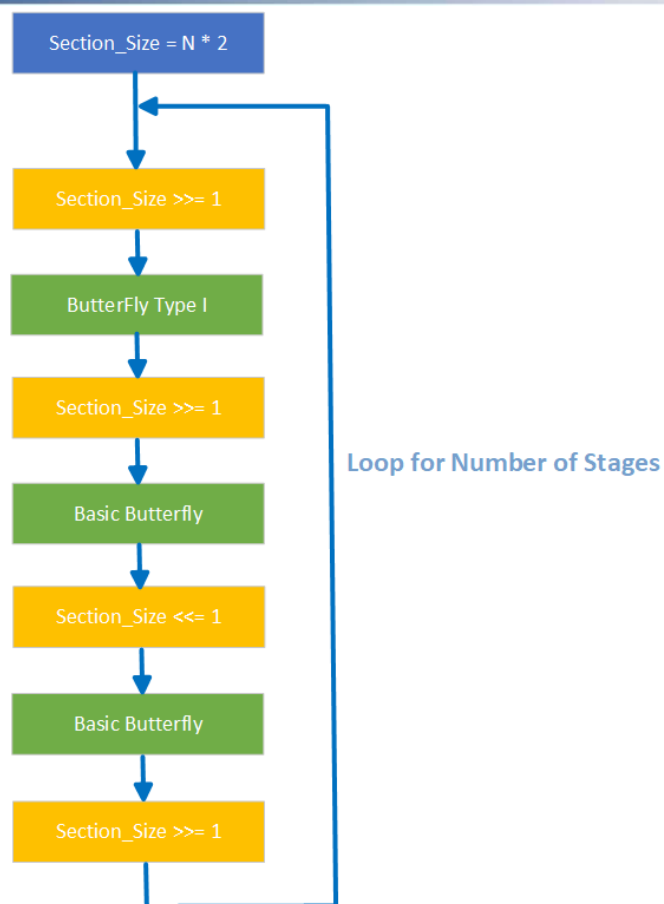 Section_Size = N * 2
Section_Size >>= 1
ButterFly Type I
Section_Size >>= 1
Loop for Number of Stages
Basic Butterfly
Section_Size <<= 1
Basic Butterfly
Section_Size >>= 1